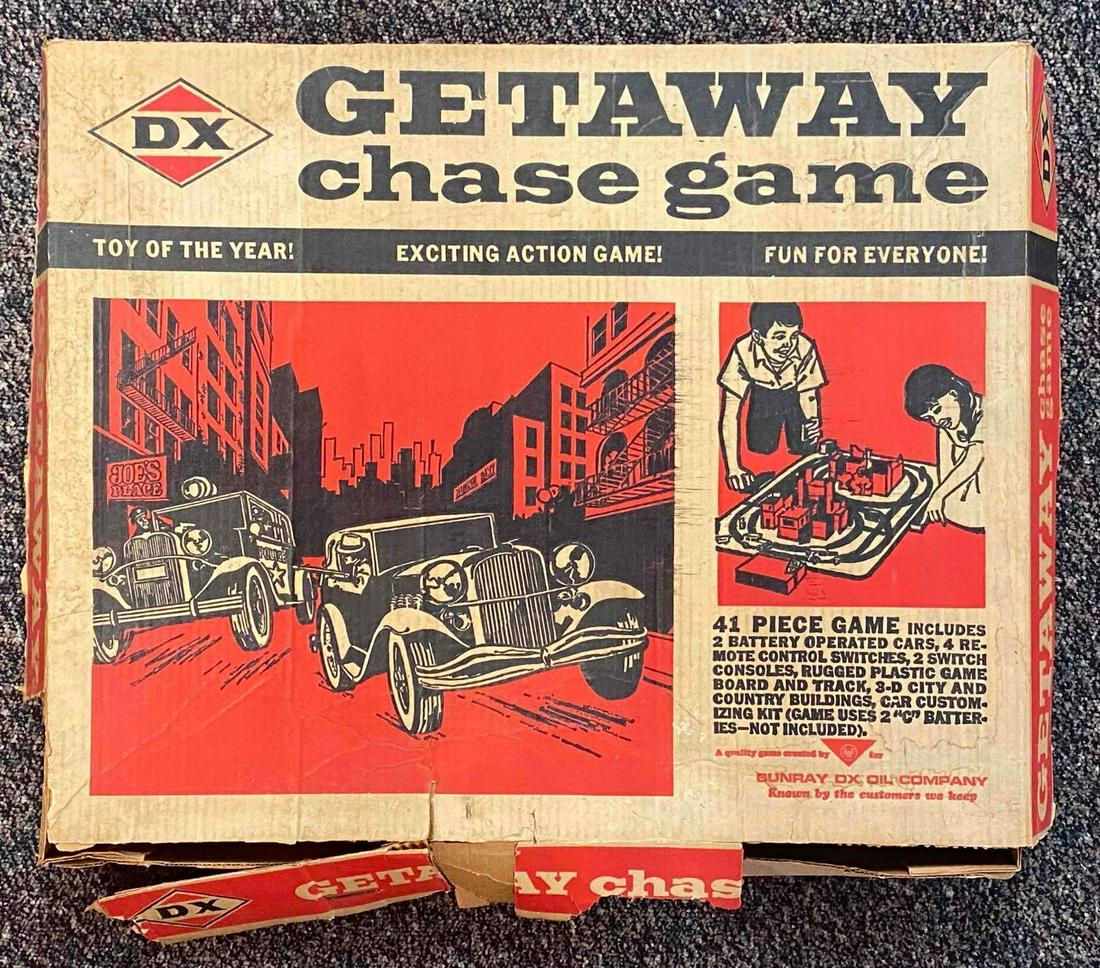 DX
GETAWAY
chase game
TOY OF THE YEAR! EXCITING ACTION GAME! FUN FOR EVERYONE!
JOE'S
PLACE
POLICE
41 PIECE GAME INCLUDES
2 BATTERY OPERATED CARS, 4 RE-
MOTE CONTROL SWITCHES, 2 SWITCH
CONSOLES, RUGGED PLASTIC GAME
BOARD AND TRACK, 3-D CITY AND
COUNTRY BUILDINGS, CAR CUSTOM-
IZING KIT (GAME USES 2 "C" BATTER-
IES—NOT INCLUDED).
A quality game created by for
SUNRAY DX OIL COMPANY
Known by the customers we keep
DX
GETAWAY chase
game
DX
GETA
AY chas